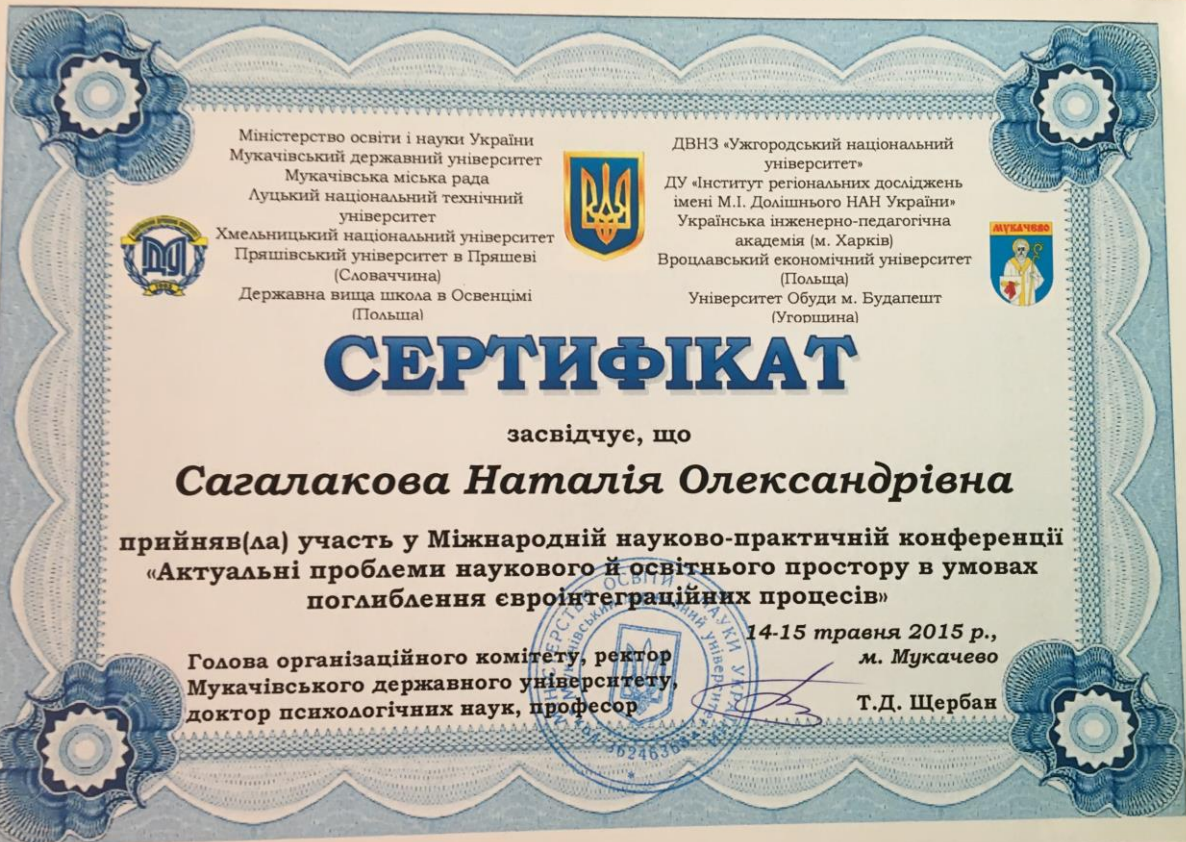 Міністерство освіти і науки України
Мукачівський державний університет
Мукачівська міська рада
Луцький національний технічний
університет
Хмельницький національний університет
Пряшівський університет в Пряшеві
(Словаччина)
Державна вища школа в Освенцімі
(Польща)
ДВНЗ «Ужгородський національний
університет»
ДУ «Інститут регіональних досліджень
імені М.І. Долішнього НАН України»
Українська інженерно-педагогічна
академія (м. Харків)
Вроцлавський економічний університет
(Польща)
Університет Обуди м. Будапешт
(Угорщина)
МУКАЧЕВО
СЕРТИФІКАТ
засвідчує, що
Сагалакова Наталія Олександрівна
прийняв(ла) участь у Міжнародній науково-практичній конференції
«Актуальні проблеми наукового й освітнього простору в умовах
поглиблення євроінтеграційних процесів»
14-15 травня 2015 р.,
м. Мукачево
Голова організаційного комітету, ректор
Мукачівського державного університету,
доктор психологічних наук, професор
Т.Д. Щербан